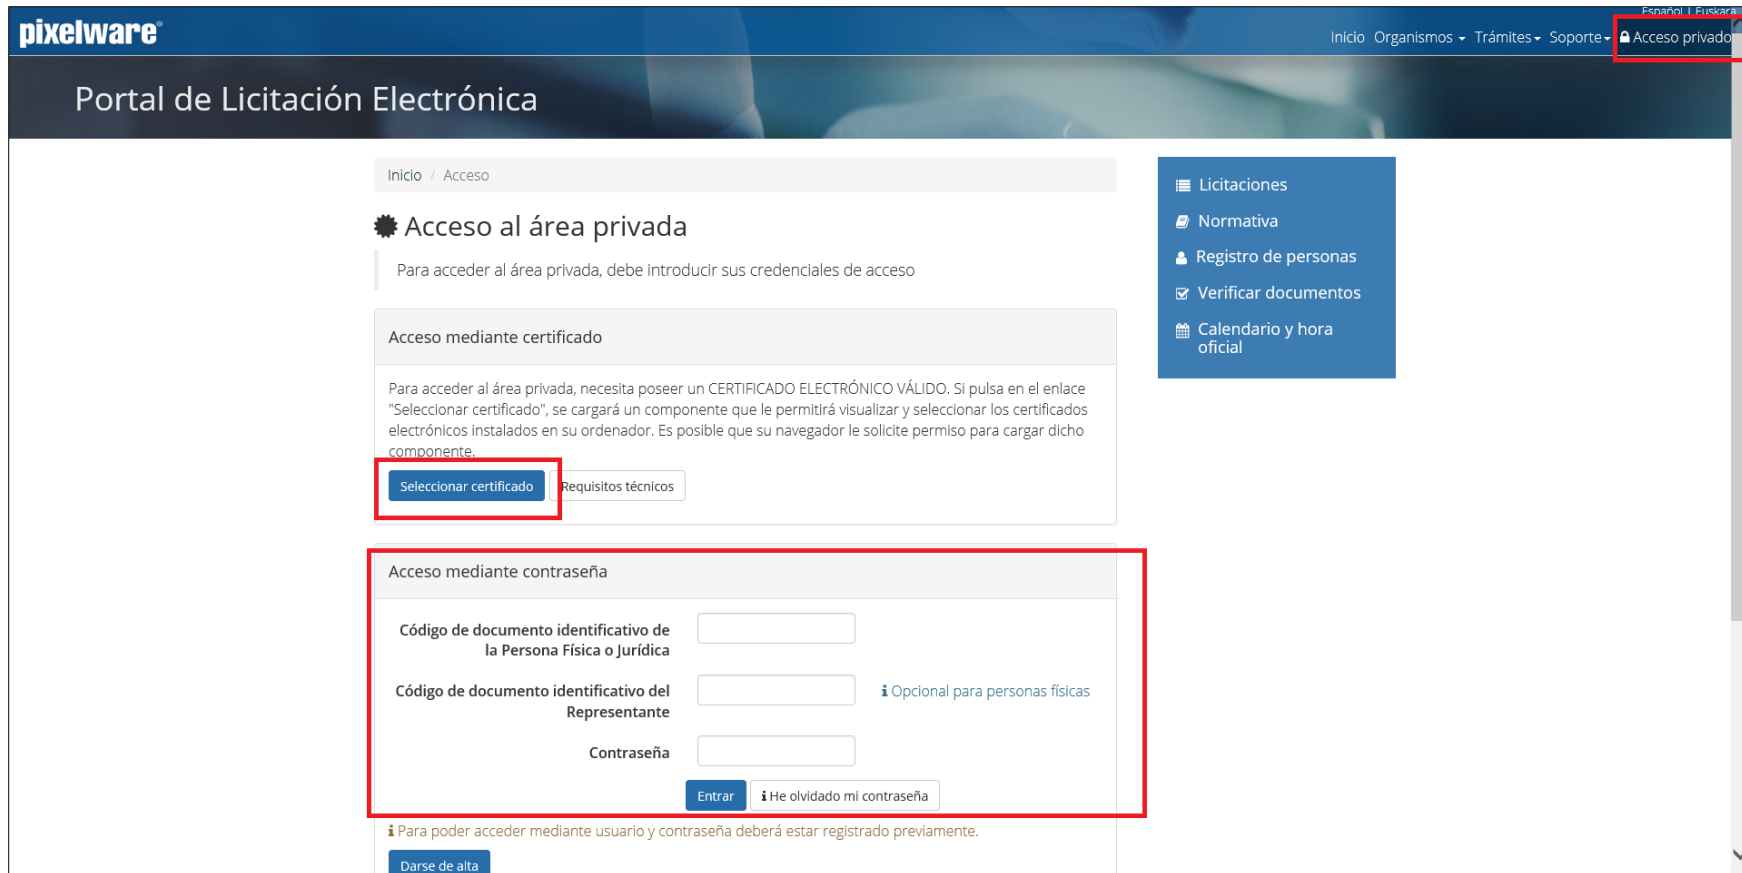 Español | Euskara
pixelware®
Inicio Organismos Trámites Soporte Acceso privado
Portal de Licitación Electrónica
Inicio / Acceso
Acceso al área privada
Para acceder al área privada, debe introducir sus credenciales de acceso
Acceso mediante certificado
Para acceder al área privada, necesita poseer un CERTIFICADO ELECTRÓNICO VÁLIDO. Si pulsa en el enlace
"Seleccionar certificado", se cargará un componente que le permitirá visualizar y seleccionar los certificados
electrónicos instalados en su ordenador. Es posible que su navegador le solicite permiso para cargar dicho
componente.
Seleccionar certificado Requisitos técnicos
Acceso mediante contraseña
Código de documento identificativo de
la Persona Física o Jurídica
Código de documento identificativo del
Representante
Opcional para personas físicas
Contraseña
Entrar He olvidado mi contraseña
Para poder acceder mediante usuario y contraseña deberá estar registrado previamente.
Darse de alta
Licitaciones
Normativa
Registro de personas
Verificar documentos
Calendario y hora
oficial